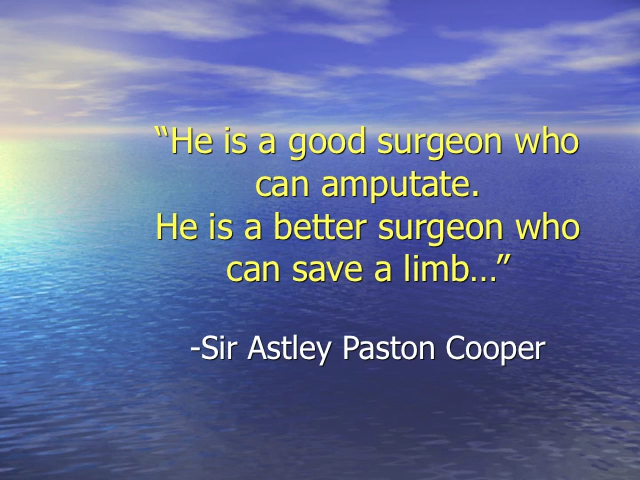 “He is a good surgeon who
can amputate.
He is a better surgeon who
can save a limb…”
-Sir Astley Paston Cooper